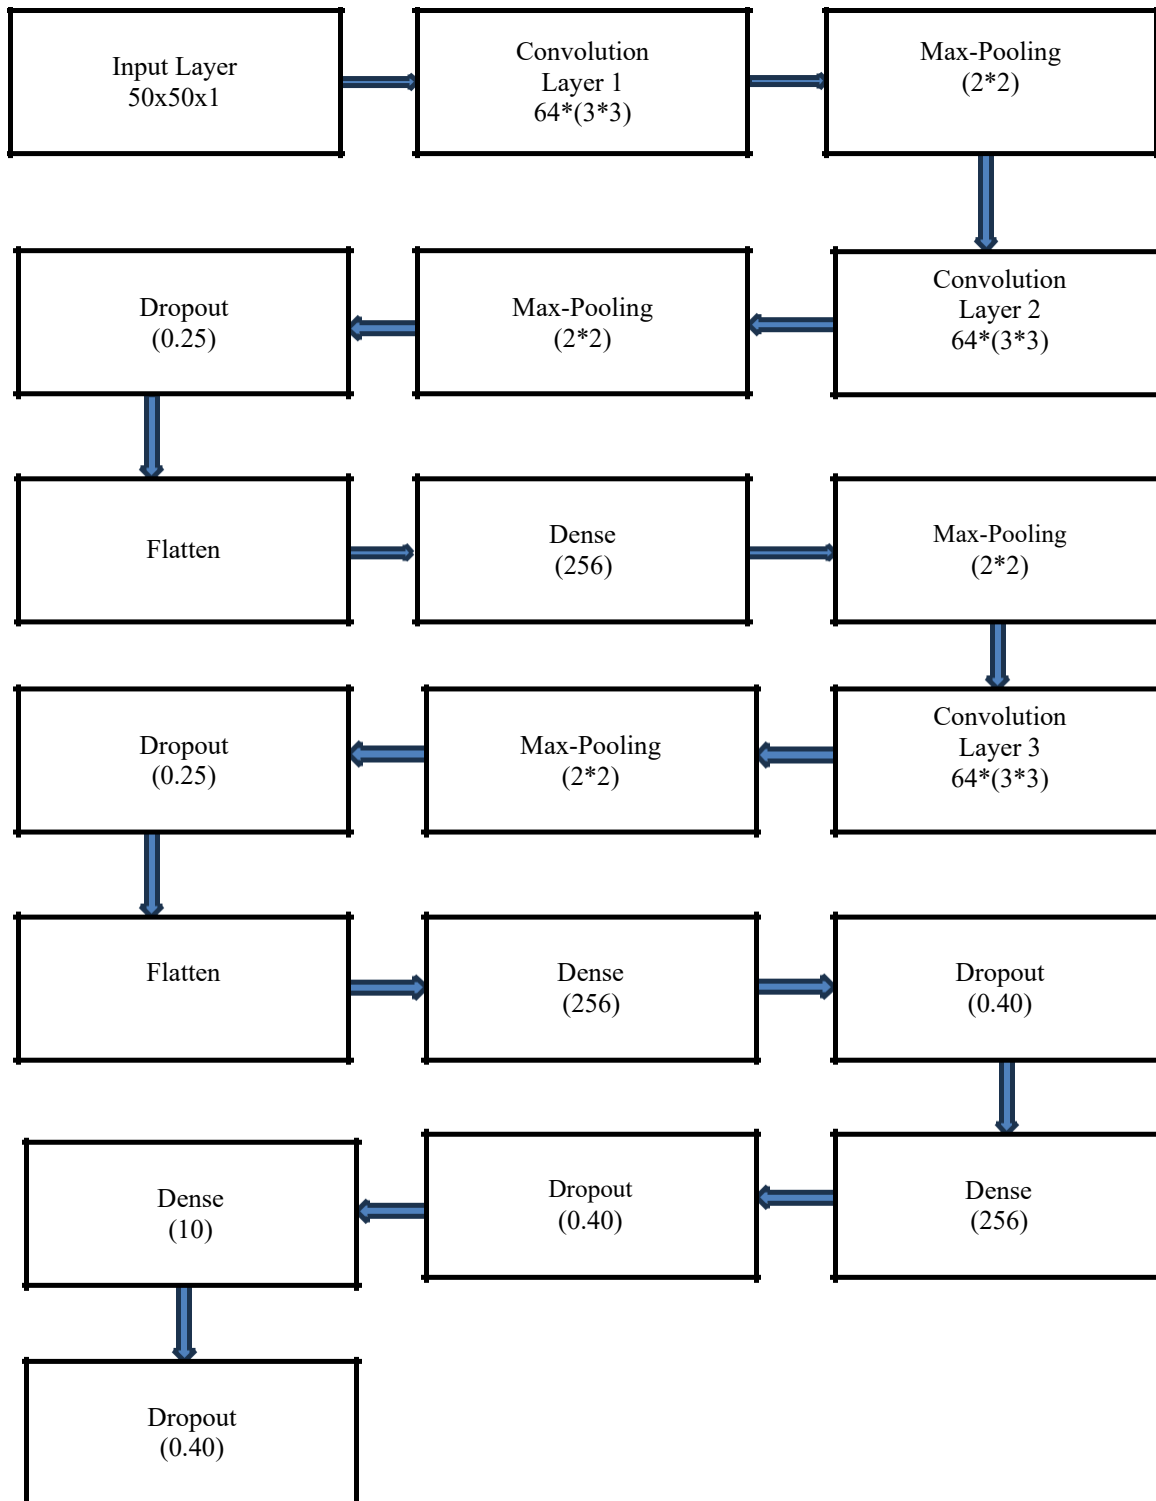 Input Layer
50x50x1
Convolution
Layer 1
64*(3*3)
Max-Pooling
(2*2)
Convolution
Layer 2
64*(3*3)
Max-Pooling
(2*2)
Dropout
(0.25)
Flatten
Dense
(256)
Max-Pooling
(2*2)
Convolution
Layer 3
64*(3*3)
Max-Pooling
(2*2)
Dropout
(0.25)
Flatten
Dense
(256)
Dropout
(0.40)
Dense
(256)
Dropout
(0.40)
Dense
(10)
Dropout
(0.40)